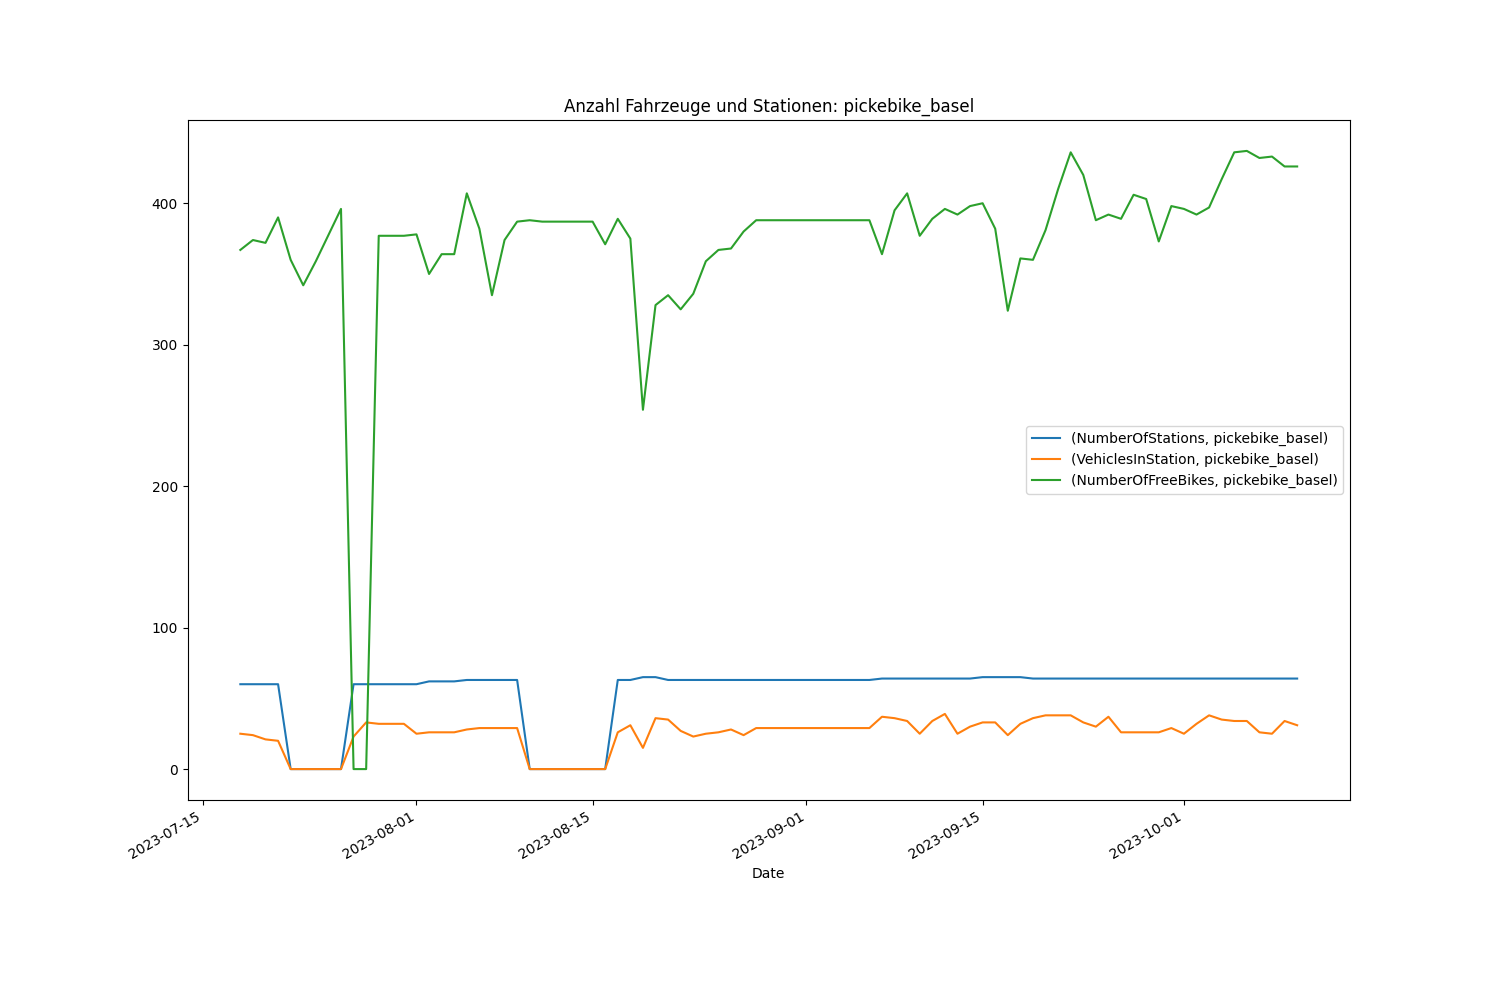 Anzahl Fahrzeuge und Stationen: pickebike_basel
400
300
200
100
0
(NumberOfStations, pickebike_basel)
(VehiclesInStation, pickebike_basel)
(NumberOfFreeBikes, pickebike_basel)
2023-07-15
2023-08-01
2023-08-15
2023-09-01
2023-09-15
2023-10-01
Date